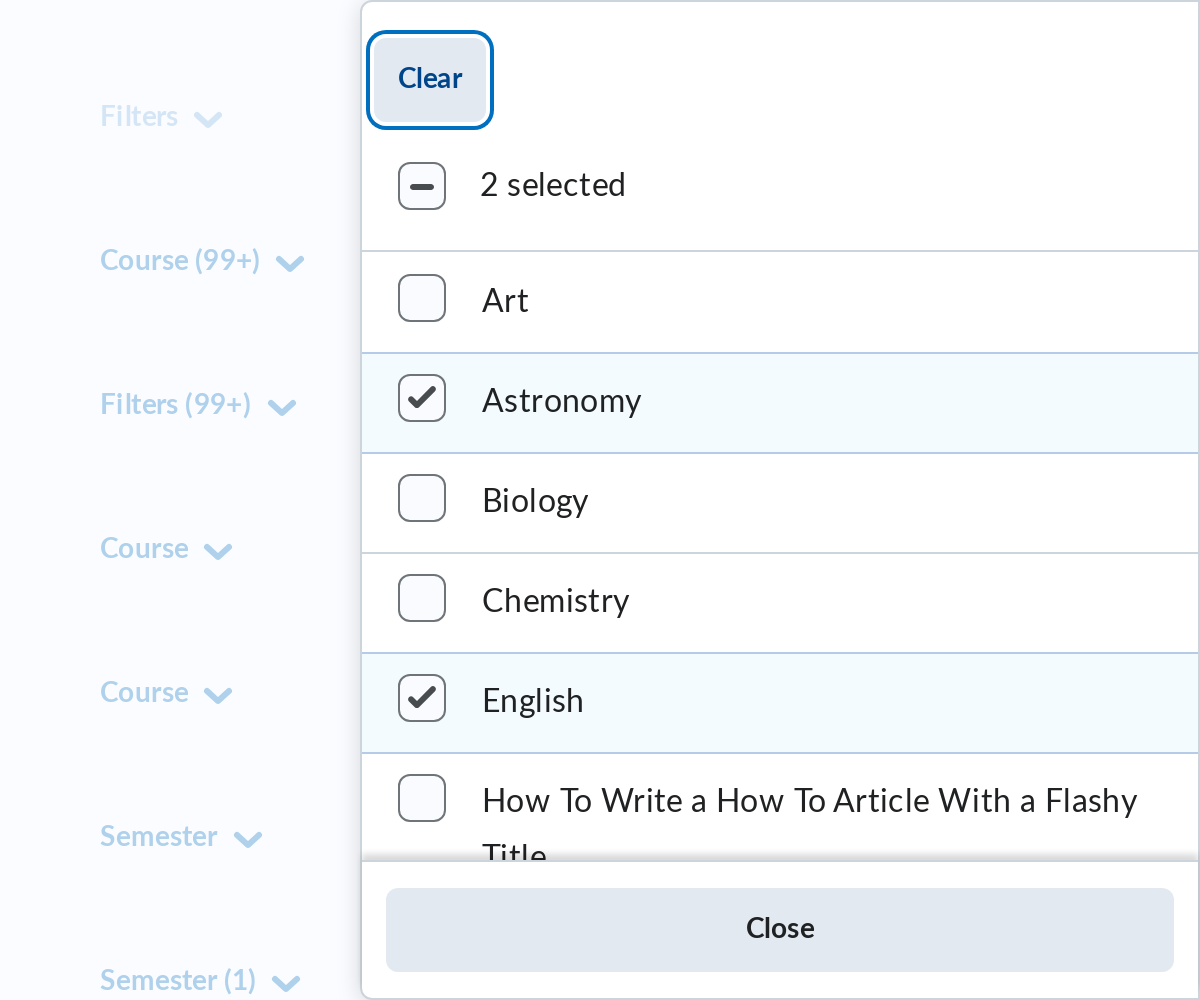 Filters
Course (99+)
Filters (99+)
Course
Course
Semester
Semester (1)
Clear
2 selected
Art
Astronomy
Biology
Chemistry
English
How To Write a How To Article With a Flashy
Title
Close